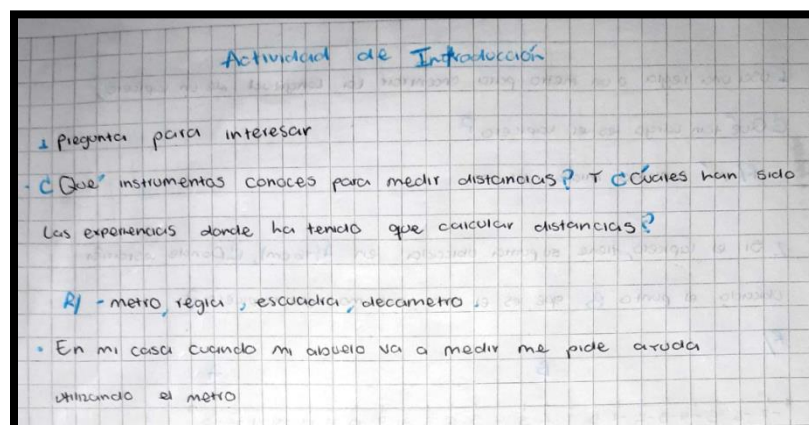 Actividad de Introducción
1 Pregunta para interesar
· ¿Que' instrumentos conoces para medir distancias? Y ¿Cúales han sido
Las experiencias donde ha tenido que calcular distancias?
R/ - metro, regla, escuadra, decametro.
· En mi casa cuando mi abuelo va a medir me pide ayuda
utilizando el metro